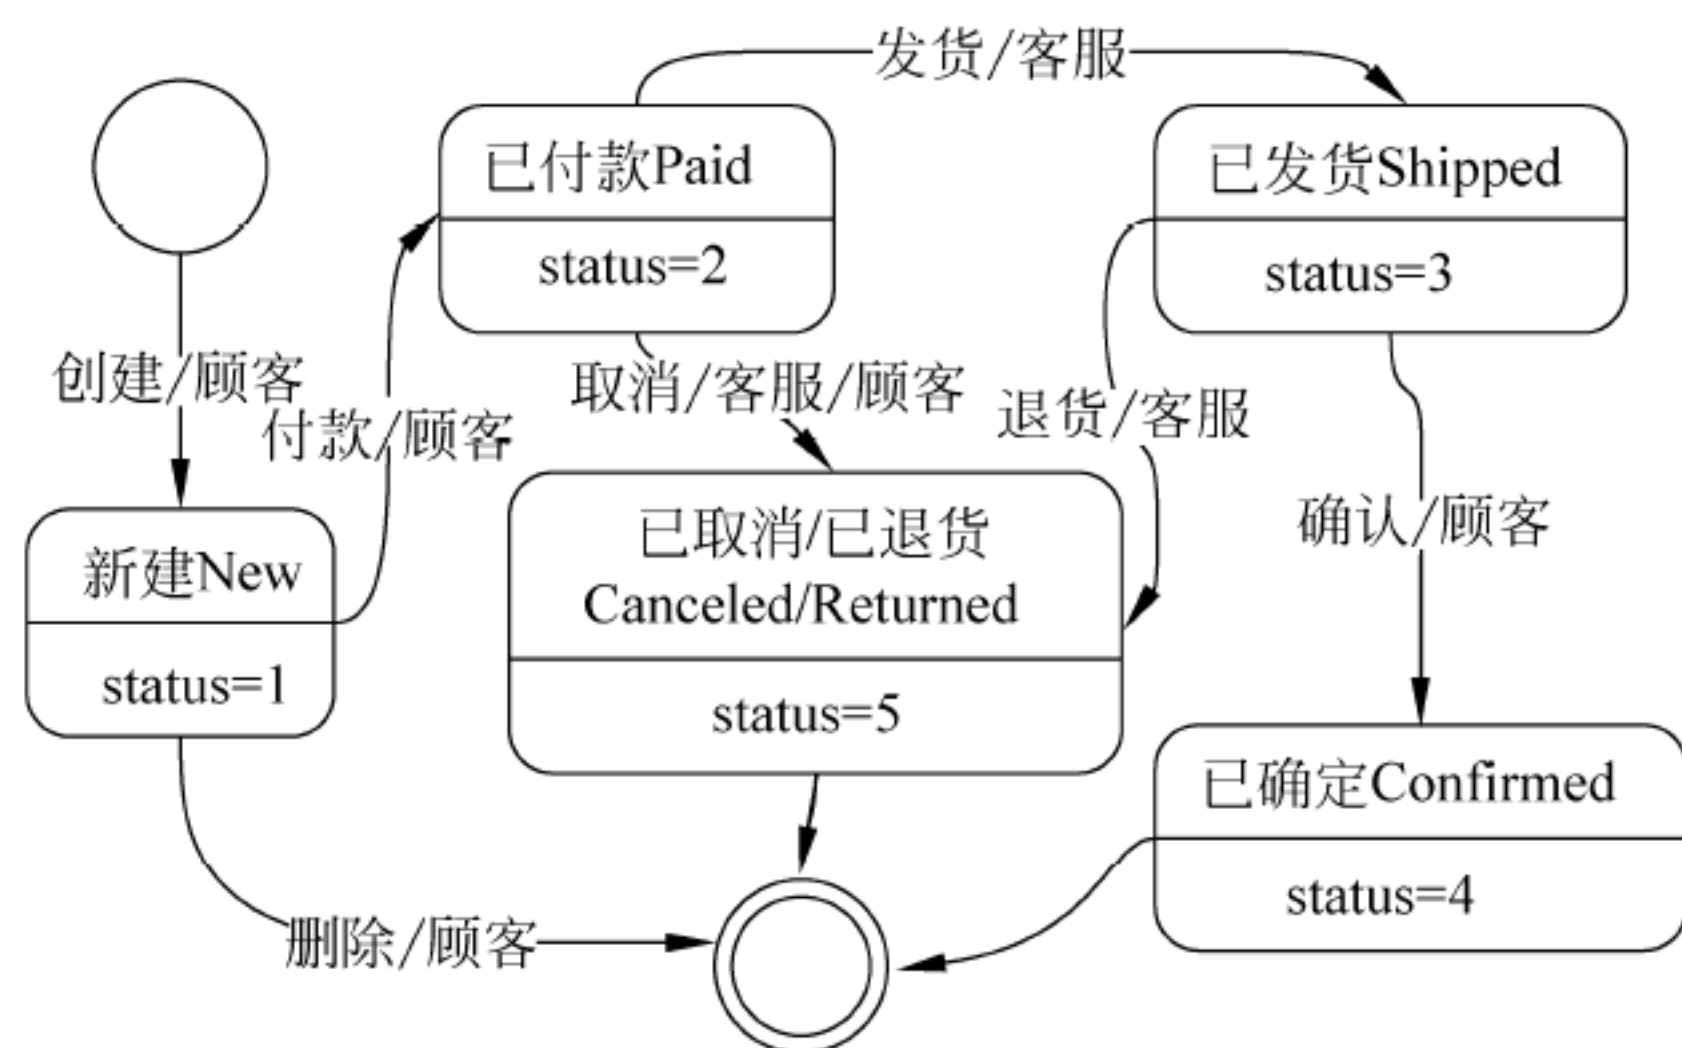 发货/客服
已付款Paid
status=2
已发货Shipped
status=3
创建/顾客
付款/顾客
取消/客服/顾客
退货/客服
新建New
status=1
已取消/已退货
Canceled/Returned
status=5
确认/顾客
已确定Confirmed
status=4
删除/顾客